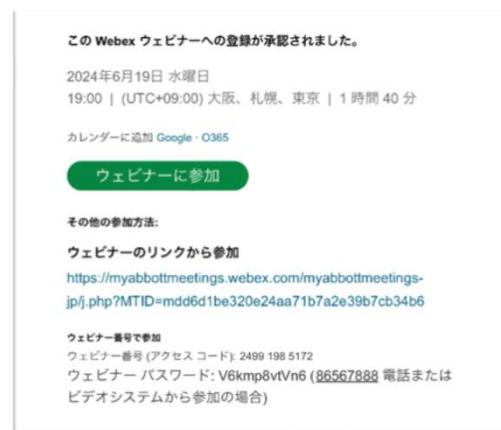 この Webex ウェビナーへの登録が承認されました。
2024年6月19日 水曜日
19:00 | (UTC+09:00) 大阪、札幌、東京 | 1 時間 40 分
カレンダーに追加 Google · O365
ウェビナーに参加
その他の参加方法:
ウェビナーのリンクから参加
https://myabbottmeetings.webex.com/myabbottmeetings-
jp/j.php?MTID=mdd6d1be320e24aa71b7a2e39b7cb34b6
ウェビナー番号で参加
ウェビナー番号 (アクセス コード): 2499 198 5172
ウェビナー パスワード: V6kmp8vtVn6 (86567888 電話または
ビデオシステムから参加の場合)